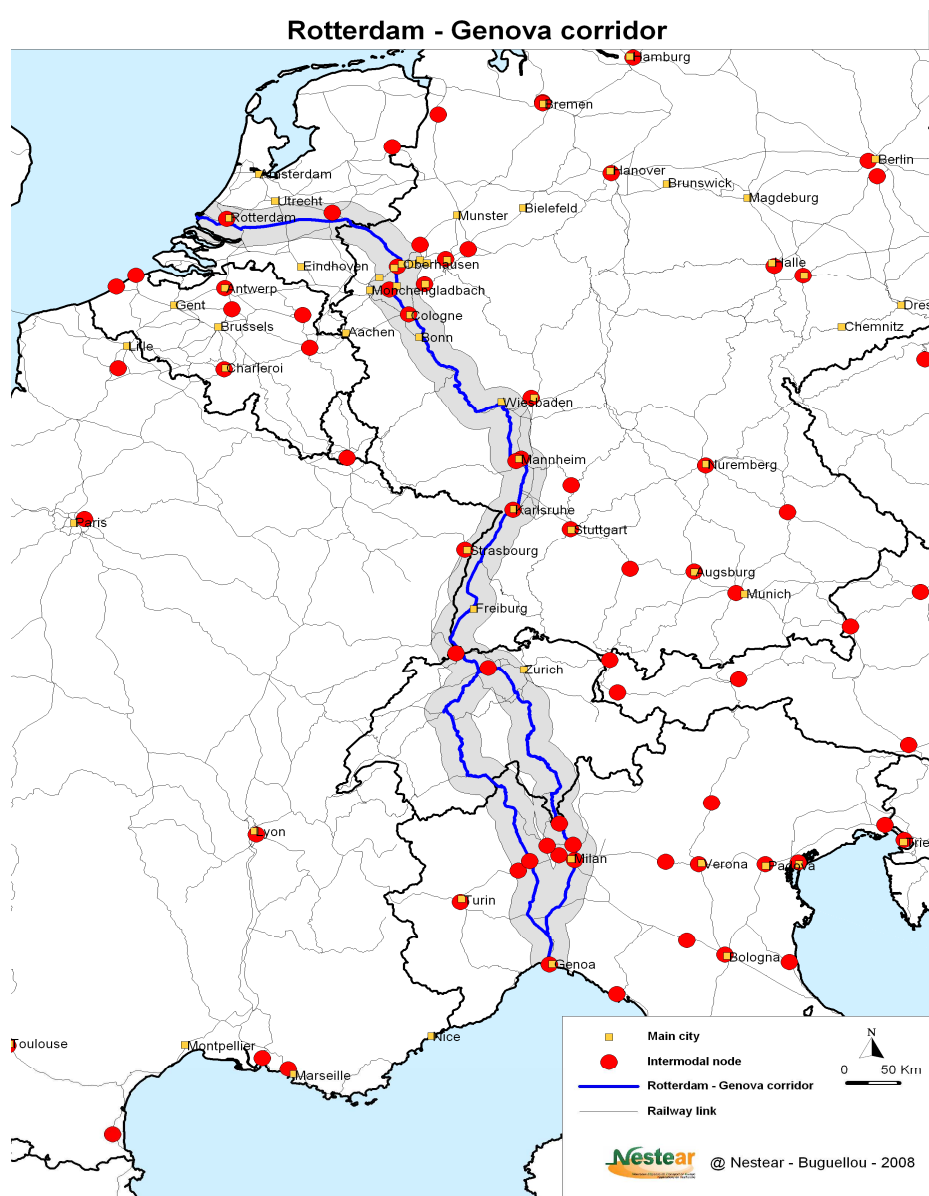 Rotterdam - Genova corridor
Hamburg
Bremen
Berlin
Hanover
Brunswick
Magdeburg
Amsterdam
Utrecht
Bielefeld
Munster
Rotterdam
Eindhoven
Oberhausen
Halle
Antwerp
Monchengladbach
Gent
Dres
Cologne
Brussels
Aachen
Bonn
Chemnitz
Lille
Charleroi
Wiesbaden
Mannheim
Nuremberg
Karlsruhe
Paris
Stuttgart
Strasbourg
Augsburg
Munich
Freiburg
Zurich
Lyon
Trie
Milan
Verona
Padova
Turin
Bologna
Genoa
Nice
Toulouse
Montpellier
Marseille
Main city
Intermodal node
Rotterdam - Genova corridor
Railway link
N
0 50 Km
Nestear
@ Nestear - Buguellou - 2008